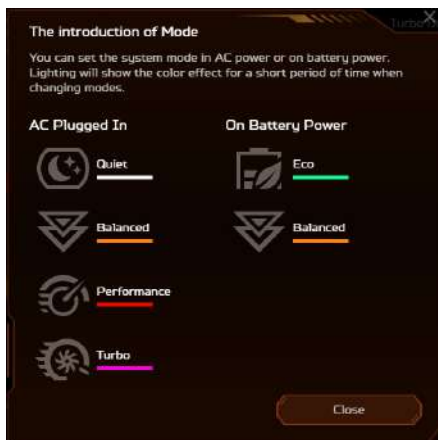 The introduction of Mode
Turbo
You can set the system mode in AC power or on battery power.
Lighting will show the color effect for a short period of time when
changing modes.
AC Plugged In
On Battery Power
Quiet
Eco
Balanced
Balanced
Performance
Turbo
Close